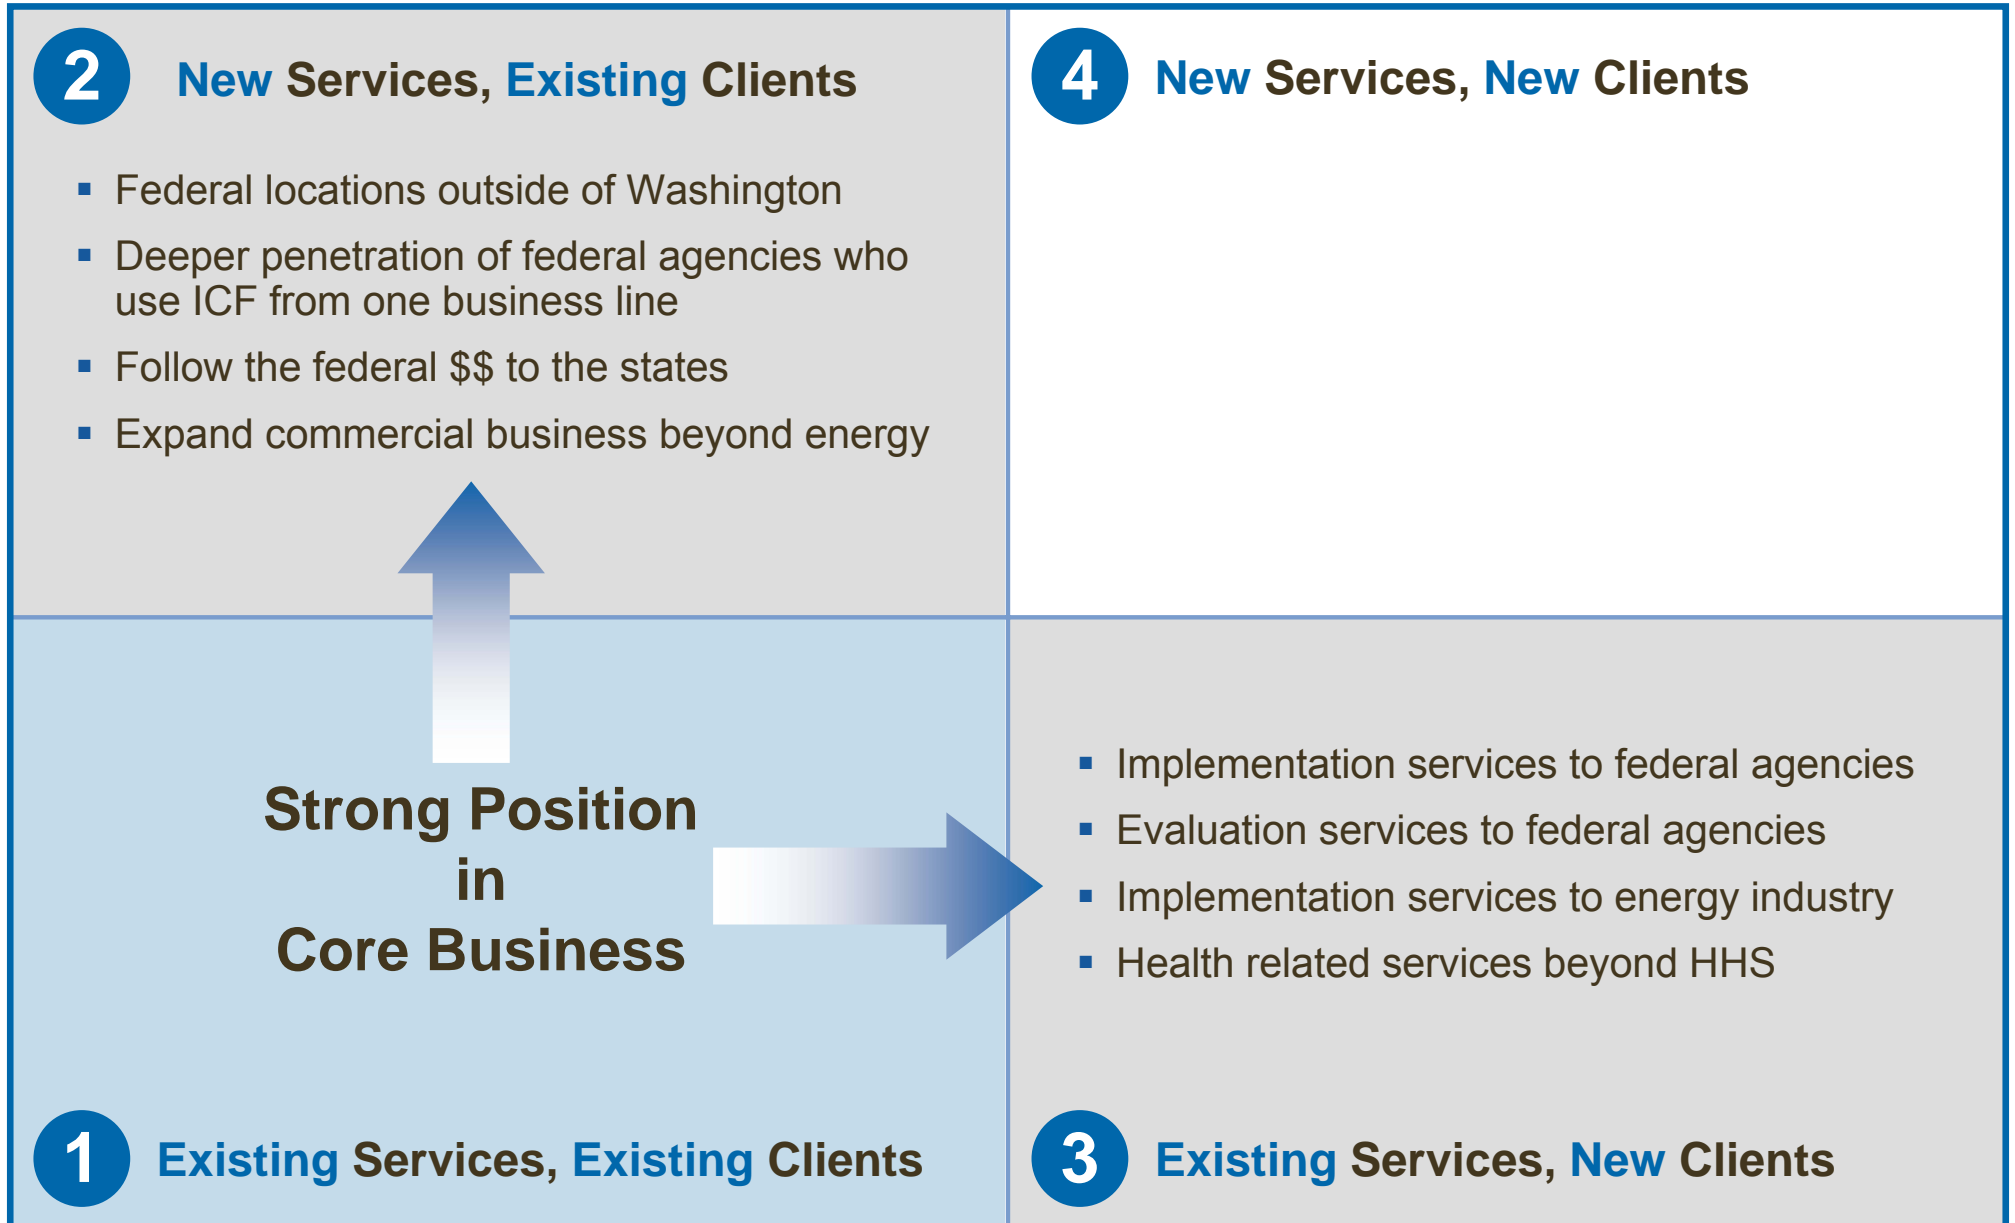 2 New Services, Existing Clients
▪ Federal locations outside of Washington
▪ Deeper penetration of federal agencies who
use ICF from one business line
▪ Follow the federal $$ to the states
▪ Expand commercial business beyond energy
4 New Services, New Clients
Strong Position
in
Core Business
1 Existing Services, Existing Clients
▪ Implementation services to federal agencies
▪ Evaluation services to federal agencies
▪ Implementation services to energy industry
▪ Health related services beyond HHS
3 Existing Services, New Clients